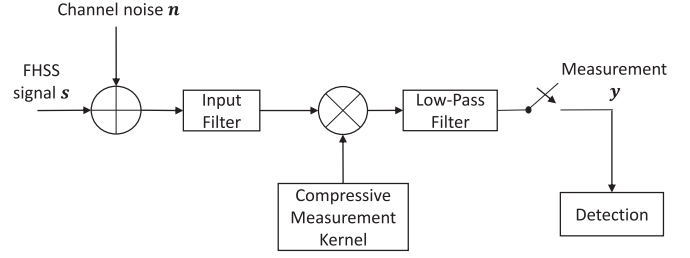 Channel noise n
FHSS
signal s
Input
Filter
Low-Pass
Filter
Measurement
y
Compressive
Measurement
Kernel
Detection